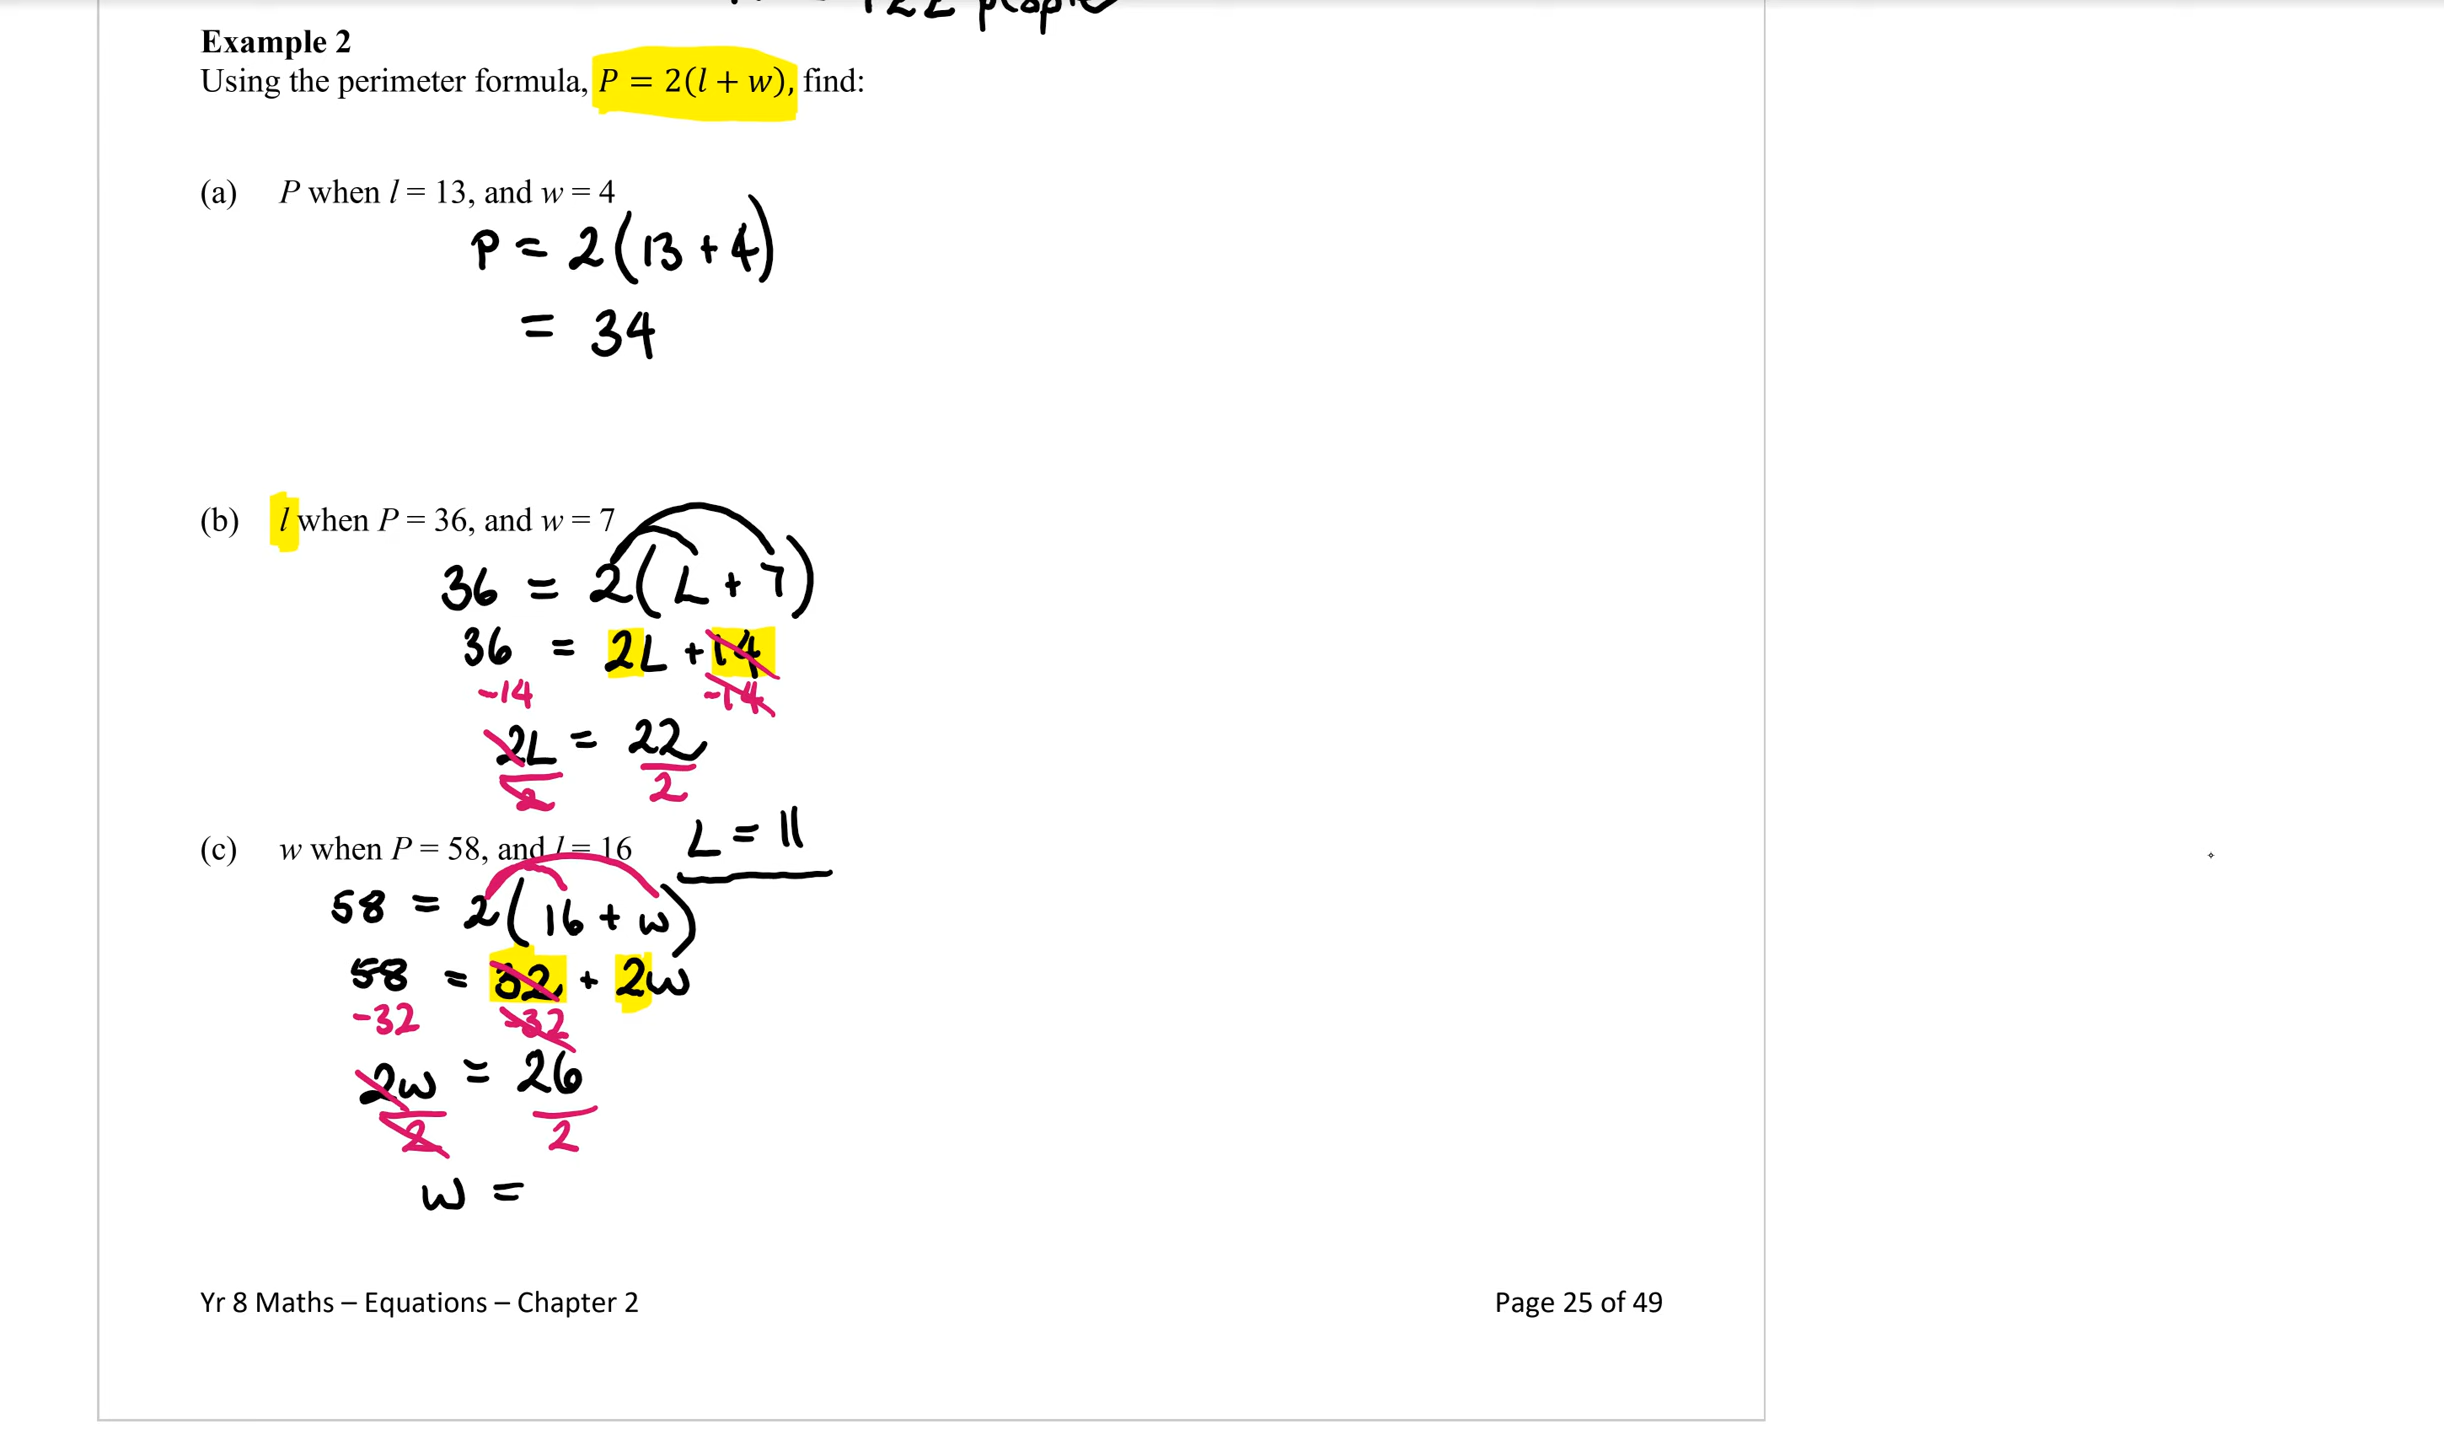 122 people
Example 2
Using the perimeter formula, P = 2(l + w), find:
(a) P when l = 13, and w = 4
P = 2(13 + 4)
= 34
(b) l when P = 36, and w = 7
36 = 2(L + 7)
36 = 2L + 14
-14 -14
2L = 22
2 2
L = 11
(c) w when P = 58, and l = 16
58 = 2(16 + w)
58 = 32 + 2w
-32 -32
2w = 26
2 2
w =
Yr 8 Maths – Equations – Chapter 2 Page 25 of 49